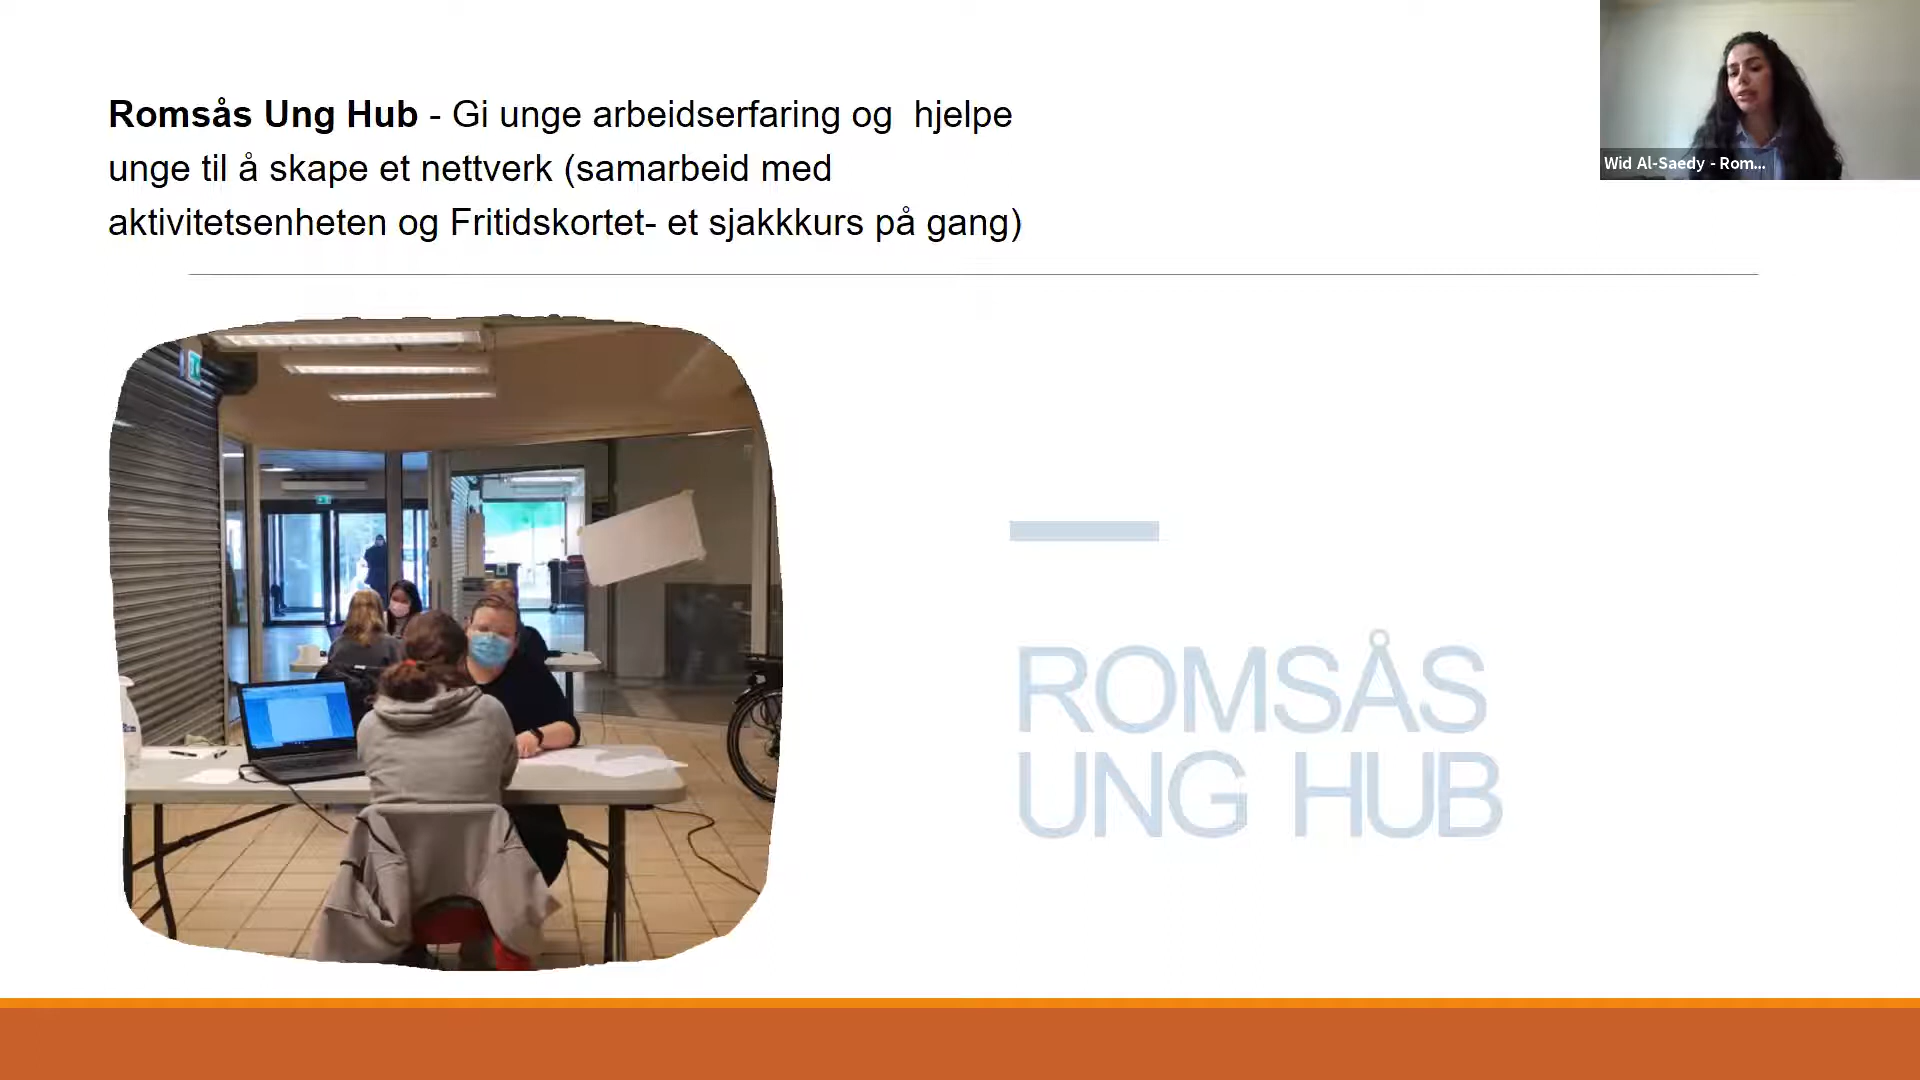 Romsås Ung Hub - Gi unge arbeidserfaring og  hjelpe
unge til å skape et nettverk (samarbeid med
aktivitetsenheten og Fritidskortet- et sjakkkurs på gang)
Wid Al-Saedy - Rom...
ROMSÅS
UNG HUB